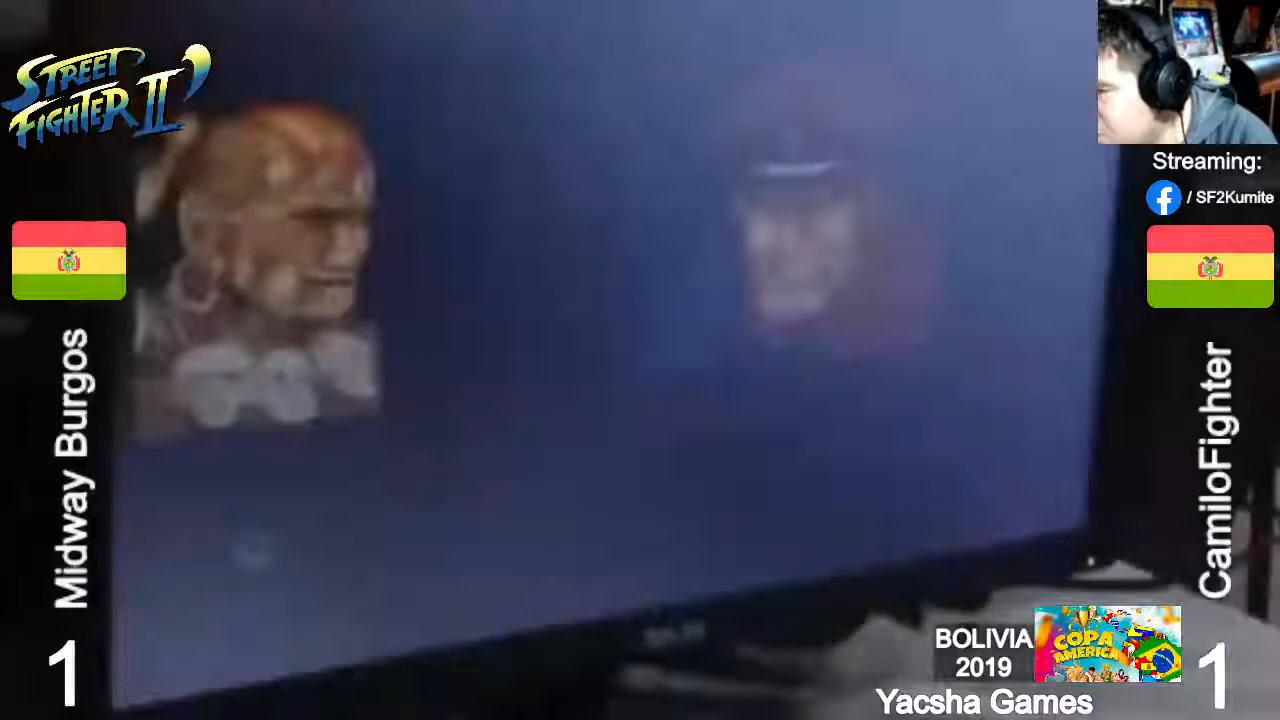 STREET
FIGHTER II'
Streaming:
/ SF2Kumite
Midway Burgos
CamiloFighter
1
BOLIVIA
2019
COPA
AMERICA
1
Yacsha Games